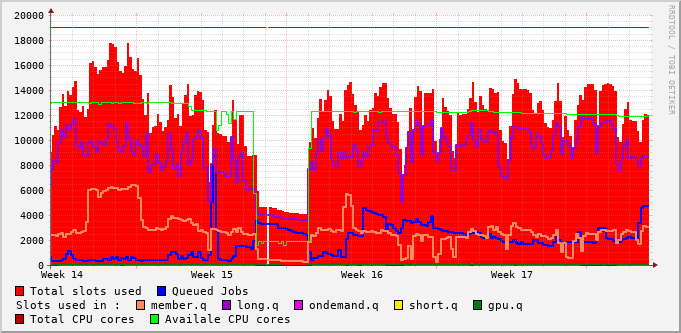 20000
18000
16000
14000
12000
10000
8000
6000
4000
2000
0
Week 14 Week 15 Week 16 Week 17
Total slots used Queued Jobs
Slots used in : member.q long.q ondemand.q short.q gpu.q
Total CPU cores Availale CPU cores
RRDTOOL / TOBI OETIKER